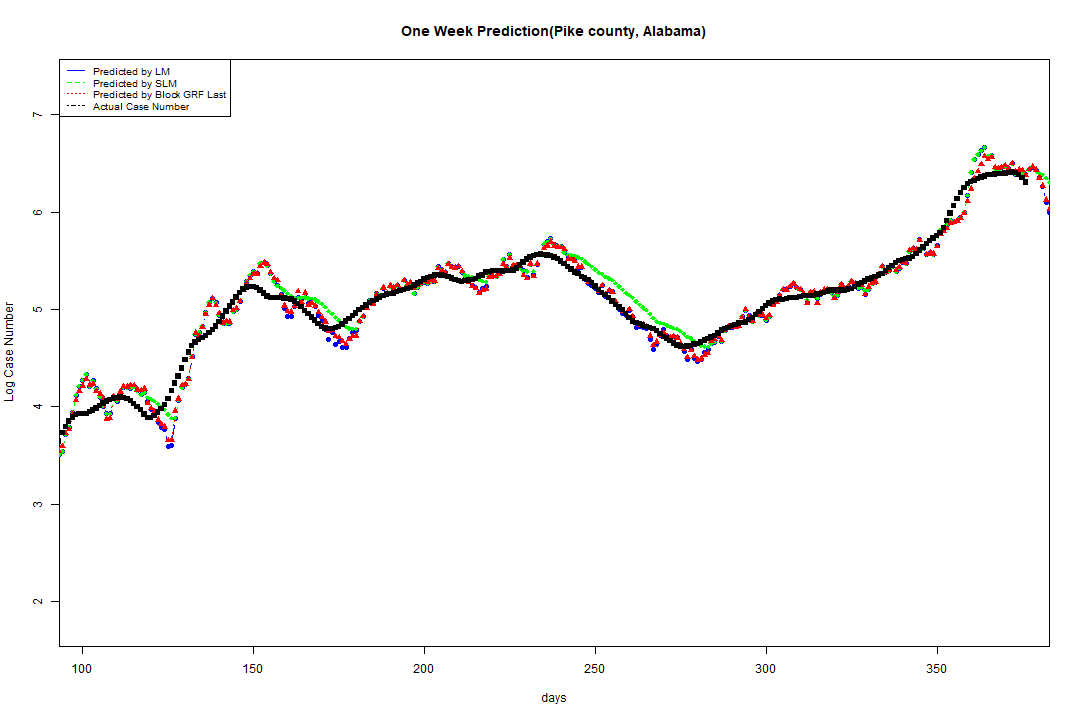 One Week Prediction(Pike county, Alabama)
Predicted by LM
Predicted by SLM
Predicted by Block GRF Last
Actual Case Number
7
6
5
4
3
2
Log Case Number
100 150 200 250 300 350
days